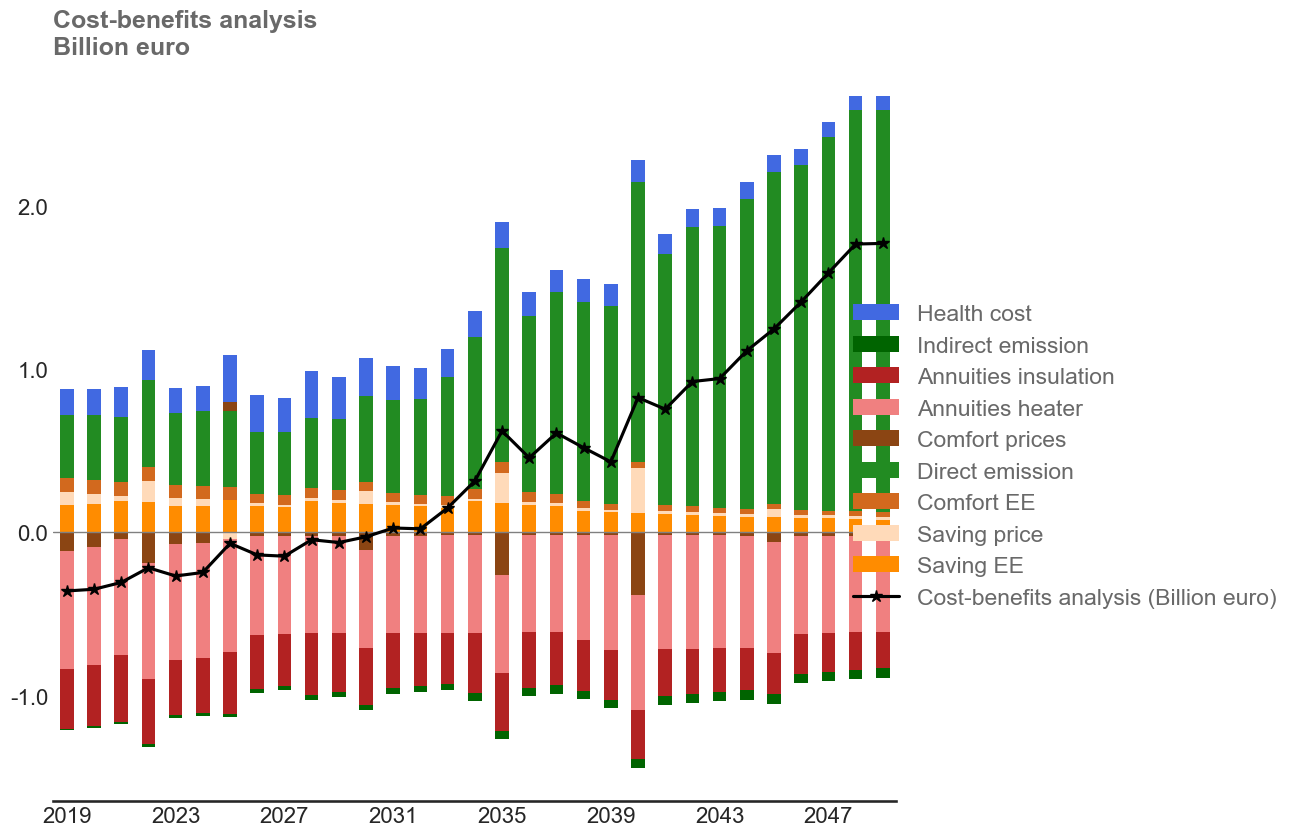 Cost-benefits analysis
Billion euro
2.0
1.0
0.0
-1.0
Health cost
Indirect emission
Annuities insulation
Annuities heater
Comfort prices
Direct emission
Comfort EE
Saving price
Saving EE
Cost-benefits analysis (Billion euro)
2019 2023 2027 2031 2035 2039 2043 2047